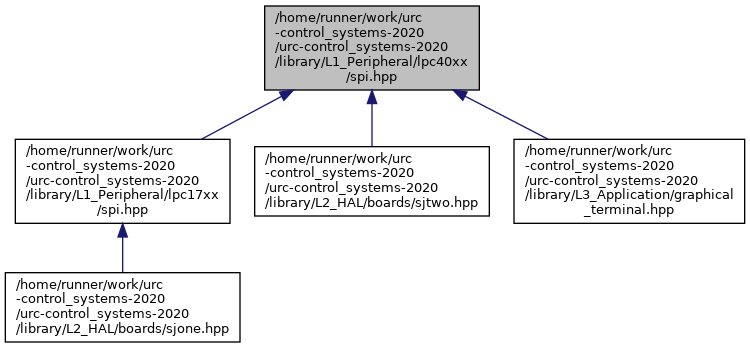 /home/runner/work/urc
-control_systems-2020
/urc-control_systems-2020
/library/L1_Peripheral/lpc40xx
/spi.hpp
/home/runner/work/urc
-control_systems-2020
/urc-control_systems-2020
/library/L1_Peripheral/lpc17xx
/spi.hpp
/home/runner/work/urc
-control_systems-2020
/urc-control_systems-2020
/library/L2_HAL/boards/sjtwo.hpp
/home/runner/work/urc
-control_systems-2020
/urc-control_systems-2020
/library/L3_Application/graphical
_terminal.hpp
/home/runner/work/urc
-control_systems-2020
/urc-control_systems-2020
/library/L2_HAL/boards/sjone.hpp